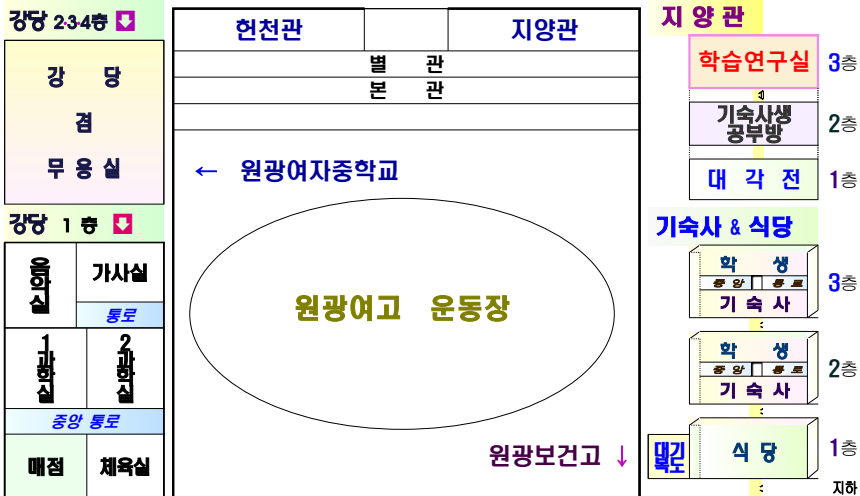 강당 2·3·4층
강 당
겸
무 용 실
강당 1 층
음악실
가사실
통로
1과학실
2과학실
중앙 통로
매점
체육실
헌천관
지양관
별 관
본 관
← 원광여자중학교
원광여고 운동장
원광보건고 ↓
지 양 관
학습연구실
3층
기숙사생
공부방
2층
대 각 전
1층
기숙사 & 식당
학 생
중 앙 통 로
기 숙 사
3층
학 생
중 앙 통 로
기 숙 사
2층
대기
복도
식 당
1층
지하